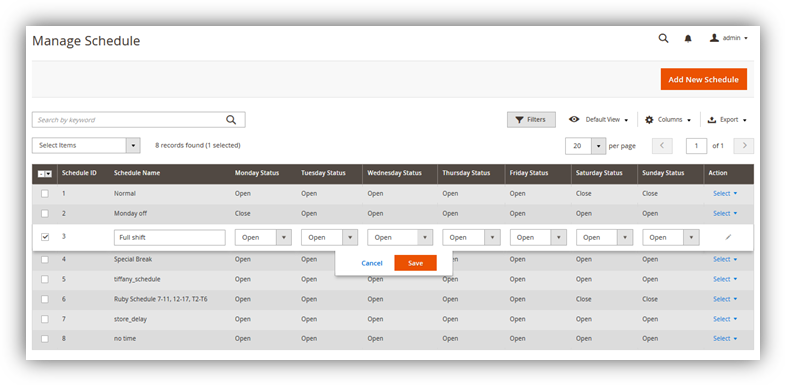 Manage Schedule
admin
Add New Schedule
Search by keyword
Filters
Default View
Columns
Export
Select Items
8 records found (1 selected)
20
per page
1
of 1
Schedule ID Schedule Name Monday Status Tuesday Status Wednesday Status Thursday Status Friday Status Saturday Status Sunday Status Action
1 Normal Open Open Open Open Open Close Close Select
2 Monday off Close Open Open Open Open Open Open Select
3 Full shift Open Open Open Open Open Open Open
Cancel Save
4 Special Break Open Open Open Open Open Open Open Select
5 tiffany_schedule Open Open Open Open Open Open Open Select
6 Ruby Schedule 7-11, 12-17, T2-T6 Open Open Open Open Open Close Close Select
7 store_delay Open Open Open Open Open Open Open Select
8 no time Open Open Open Open Open Open Open Select